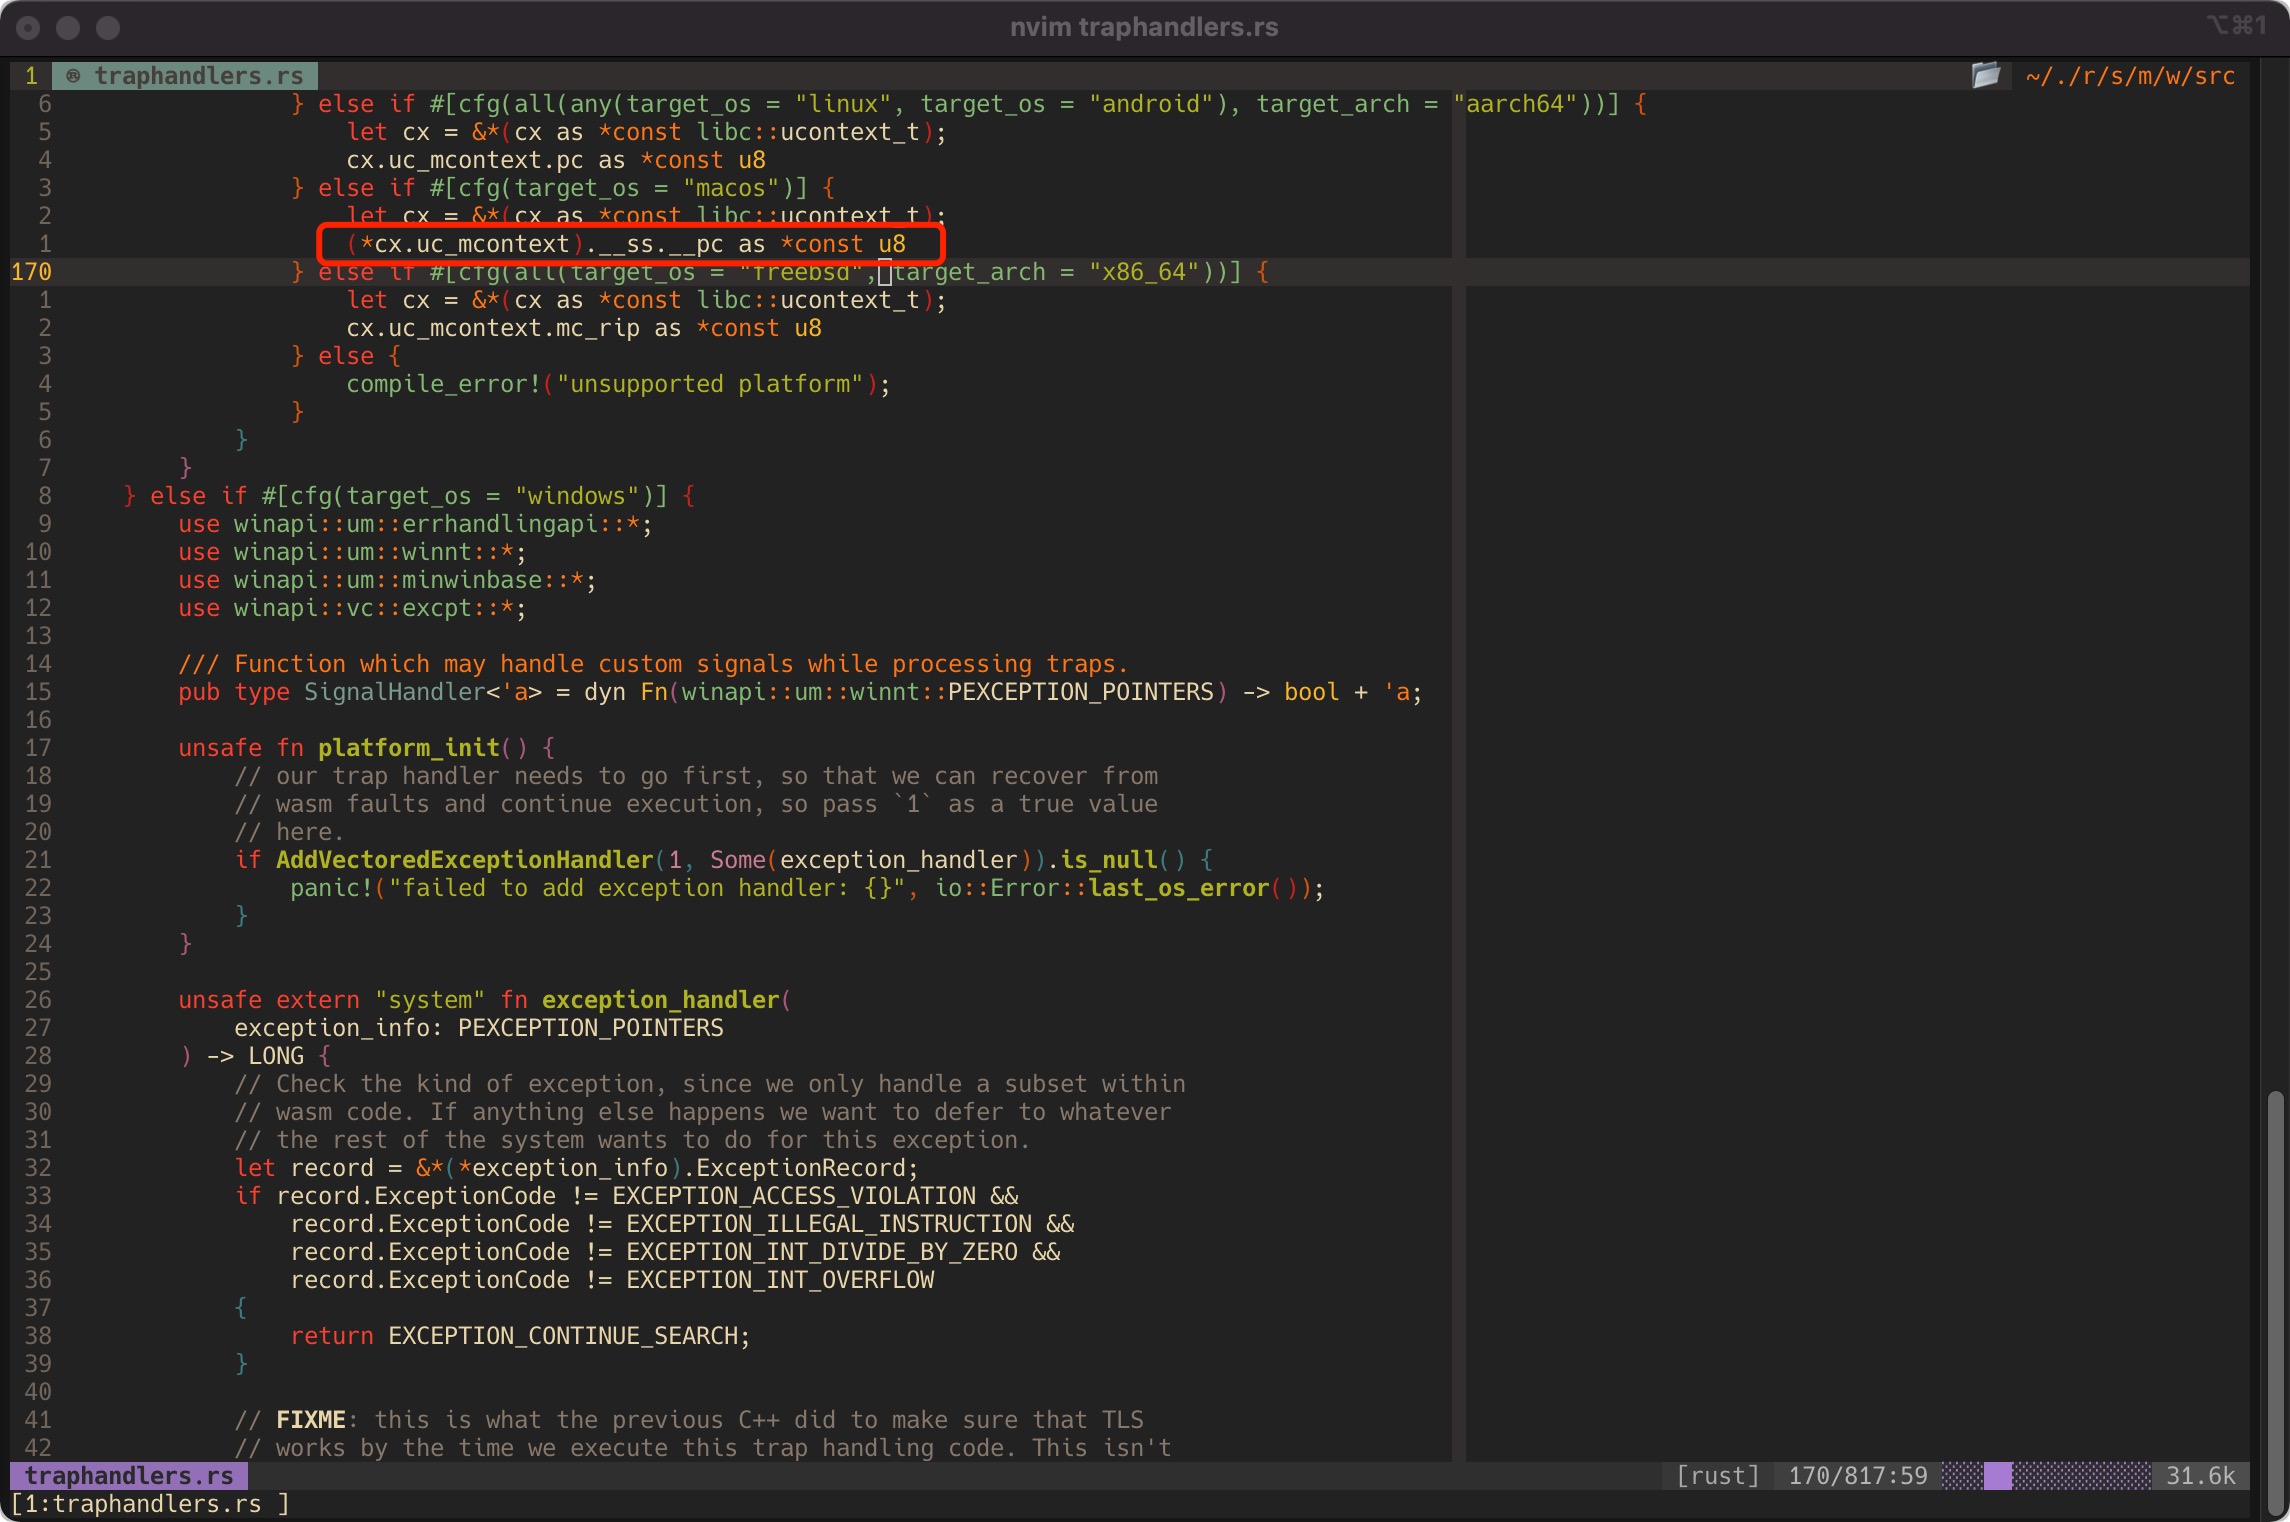 nvim traphandlers.rs ⌥⌘1
1 ® traphandlers.rs ~/./r/s/m/w/src
6 } else if #[cfg(all(any(target_os = "linux", target_os = "android"), target_arch = "aarch64"))] {
5 let cx = &*(cx as *const libc::ucontext_t);
4 cx.uc_mcontext.pc as *const u8
3 } else if #[cfg(target_os = "macos")] {
2 let cx = &*(cx as *const libc::ucontext_t);
1 (*cx.uc_mcontext).__ss.__pc as *const u8
170 } else if #[cfg(all(target_os = "freebsd", target_arch = "x86_64"))] {
1 let cx = &*(cx as *const libc::ucontext_t);
2 cx.uc_mcontext.mc_rip as *const u8
3 } else {
4 compile_error!("unsupported platform");
5 }
6 }
7 }
8 } else if #[cfg(target_os = "windows")] {
9 use winapi::um::errhandlingapi::*;
10 use winapi::um::winnt::*;
11 use winapi::um::minwinbase::*;
12 use winapi::vc::excpt::*;
13
14 /// Function which may handle custom signals while processing traps.
15 pub type SignalHandler<'a> = dyn Fn(winapi::um::winnt::PEXCEPTION_POINTERS) -> bool + 'a;
16
17 unsafe fn platform_init() {
18 // our trap handler needs to go first, so that we can recover from
19 // wasm faults and continue execution, so pass `1` as a true value
20 // here.
21 if AddVectoredExceptionHandler(1, Some(exception_handler)).is_null() {
22 panic!("failed to add exception handler: {}", io::Error::last_os_error());
23 }
24 }
25
26 unsafe extern "system" fn exception_handler(
27 exception_info: PEXCEPTION_POINTERS
28 ) -> LONG {
29 // Check the kind of exception, since we only handle a subset within
30 // wasm code. If anything else happens we want to defer to whatever
31 // the rest of the system wants to do for this exception.
32 let record = &*(*exception_info).ExceptionRecord;
33 if record.ExceptionCode != EXCEPTION_ACCESS_VIOLATION &&
34 record.ExceptionCode != EXCEPTION_ILLEGAL_INSTRUCTION &&
35 record.ExceptionCode != EXCEPTION_INT_DIVIDE_BY_ZERO &&
36 record.ExceptionCode != EXCEPTION_INT_OVERFLOW
37 {
38 return EXCEPTION_CONTINUE_SEARCH;
39 }
40
41 // FIXME: this is what the previous C++ did to make sure that TLS
42 // works by the time we execute this trap handling code. This isn't
traphandlers.rs [rust] 170/817:59 31.6k
[1:traphandlers.rs ]